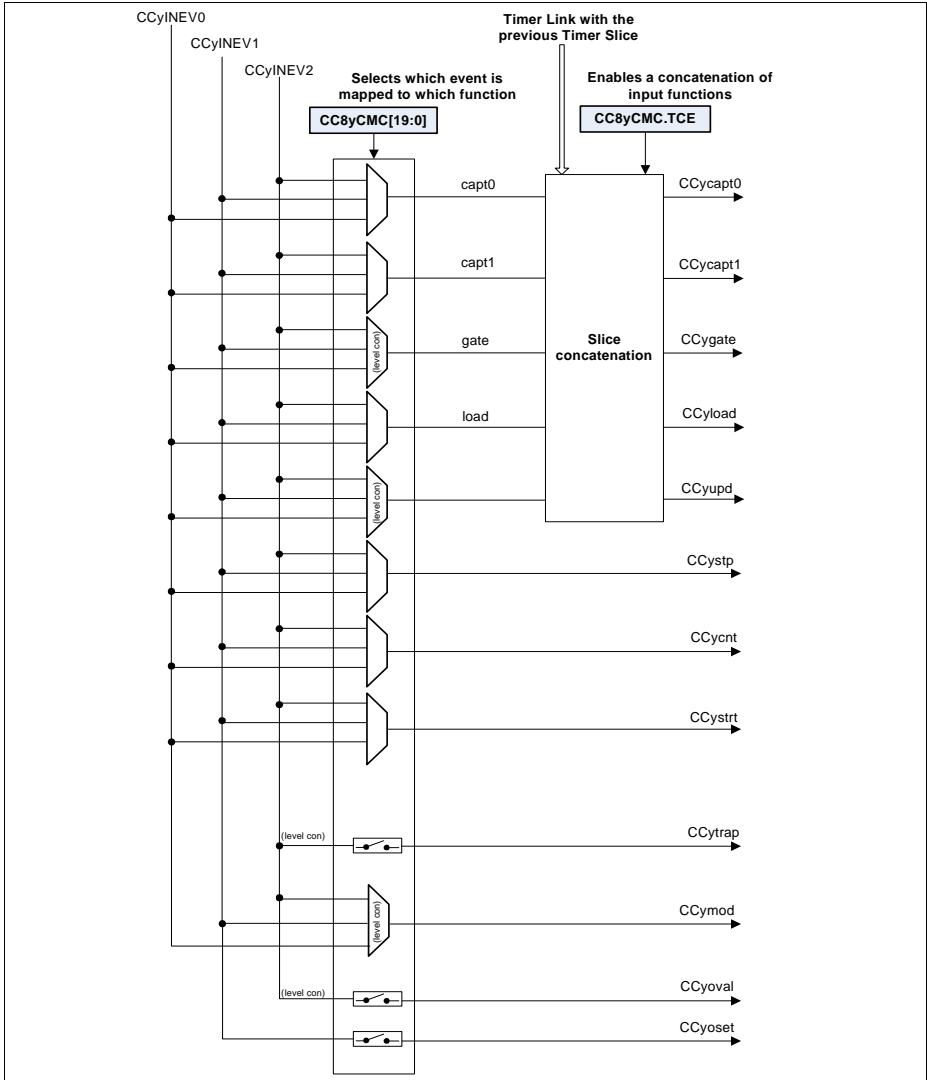 CCyINEV0
CCyINEV1
CCyINEV2
Timer Link with the
previous Timer Slice
Selects which event is
mapped to which function
Enables a concatenation of
input functions
CC8yCMC[19:0]
CC8yCMC.TCE
capt0
CCycapt0
capt1
CCycapt1
(level con)
gate
Slice
concatenation
CCygate
load
CCyload
(level con)
CCyupd
CCystp
CCycnt
CCystrt
(level con)
CCytrap
(level con)
CCymod
(level con)
CCyoval
CCyoset